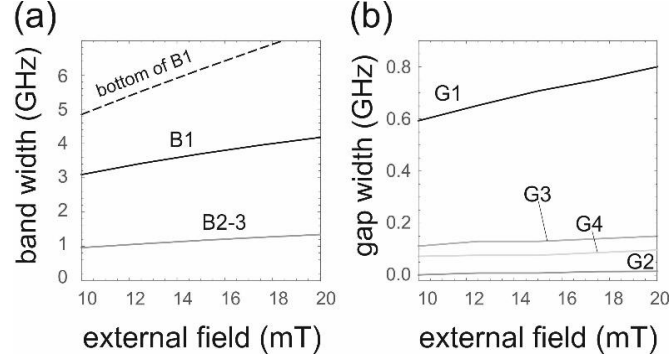 (a)
bottom of B1
B1
B2-3
6
5
4
3
2
1
0
10 12 14 16 18 20
band width (GHz)
external field (mT)
(b)
G1
G3
G4
G2
0.8
0.6
0.4
0.2
0.0
10 12 14 16 18 20
gap width (GHz)
external field (mT)